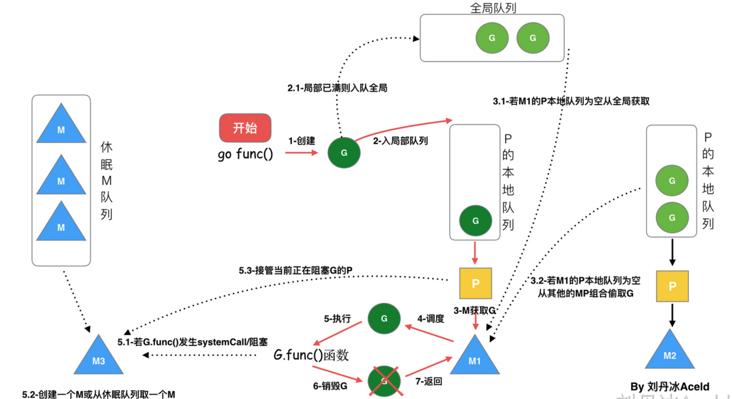 全局队列
G
G
2.1-局部已满则入队全局
3.1-若M1的P本地队列为空从全局获取
开始
go func()
1-创建
G
2-入局部队列
M
M
M
休眠M队列
G
P的本地队列
G
G
P的本地队列
5.3-接管当前正在阻塞G的P
P
3-M获取G
3.2-若M1的P本地队列为空
从其他的MP组合偷取G
P
5-执行
G
4-调度
5.1-若G.func()发生systemCall/阻塞
G.func()函数
M3
M1
M2
6-销毁G
G
7-返回
5.2-创建一个M或从休眠队列取一个M
By 刘丹冰Aceld